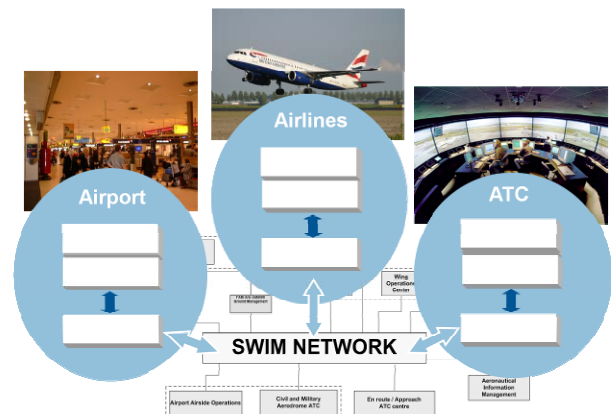 Airlines
Airport
ATC
Wing
Operations
Center
SWIM NETWORK
Airport Airside Operations
Civil and Military
Aerodrome ATC
En route / Approach
ATC centre
Aeronautical
Information
Management